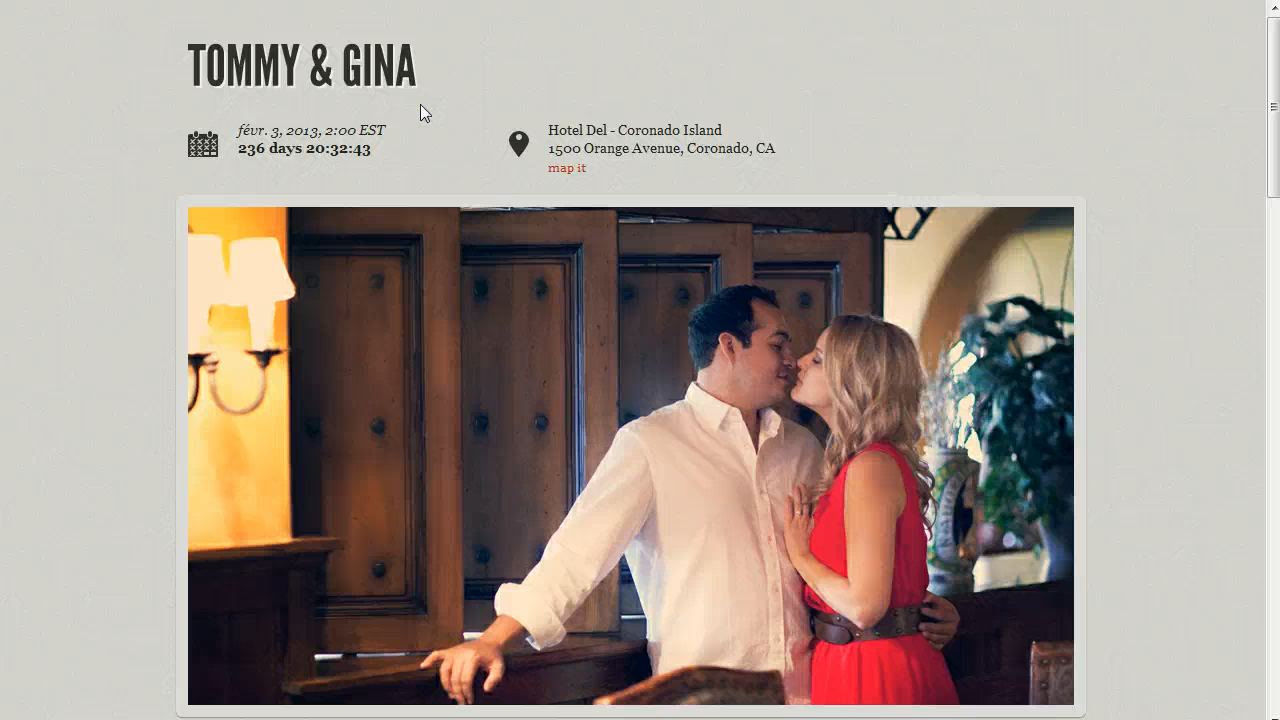 TOMMY & GINA
févr. 3, 2013, 2:00 EST
236 days 20:32:43
Hotel Del - Coronado Island
1500 Orange Avenue, Coronado, CA
map it